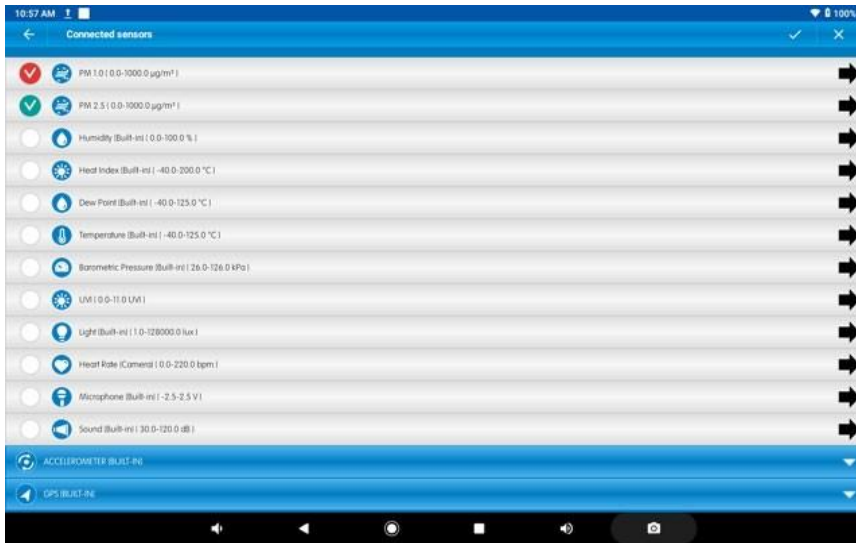 10:57 AM 100%
Connected sensors
PM 1.0 ( 0.0-1000.0 µg/m³ )
PM 2.5 ( 0.0-1000.0 µg/m³ )
Humidity (Built-in) ( 0.0-100.0 % )
Heat Index (Built-in) ( -40.0-200.0 °C )
Dew Point (Built-in) ( -40.0-125.0 °C )
Temperature (Built-in) ( -40.0-125.0 °C )
Barometric Pressure (Built-in) ( 26.0-126.0 kPa )
UVI ( 0.0-11.0 UVI )
Light (Built-in) ( 1.0-128000.0 lux )
Heart Rate (Camera) ( 0.0-220.0 bpm )
Microphone (Built-in) ( -2.5-2.5 V )
Sound (Built-in) ( 30.0-120.0 dB )
ACCELEROMETER (BUILT-IN)
GPS (BUILT-IN)